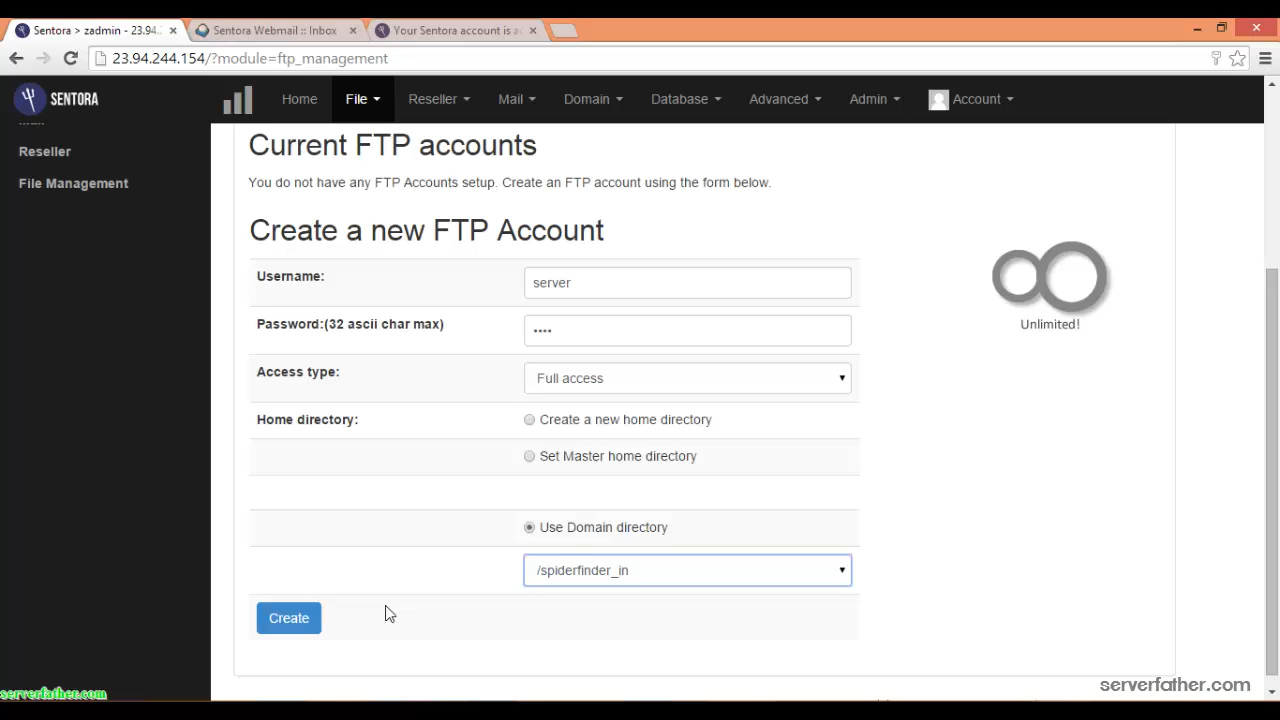 Sentora > zadmin - 23.94.
Sentora Webmail :: Inbox
Your Sentora account is a
23.94.244.154/?module=ftp_management
SENTORA
Home
File
Reseller
Mail
Domain
Database
Advanced
Admin
Account
Reseller
File Management
Current FTP accounts
You do not have any FTP Accounts setup. Create an FTP account using the form below.
Create a new FTP Account
Username:
server
Password:(32 ascii char max)
••••
Access type:
Full access
Home directory:
Create a new home directory
Set Master home directory
Use Domain directory
/spiderfinder_in
Create
Unlimited!
serverfather.com
serverfather.com